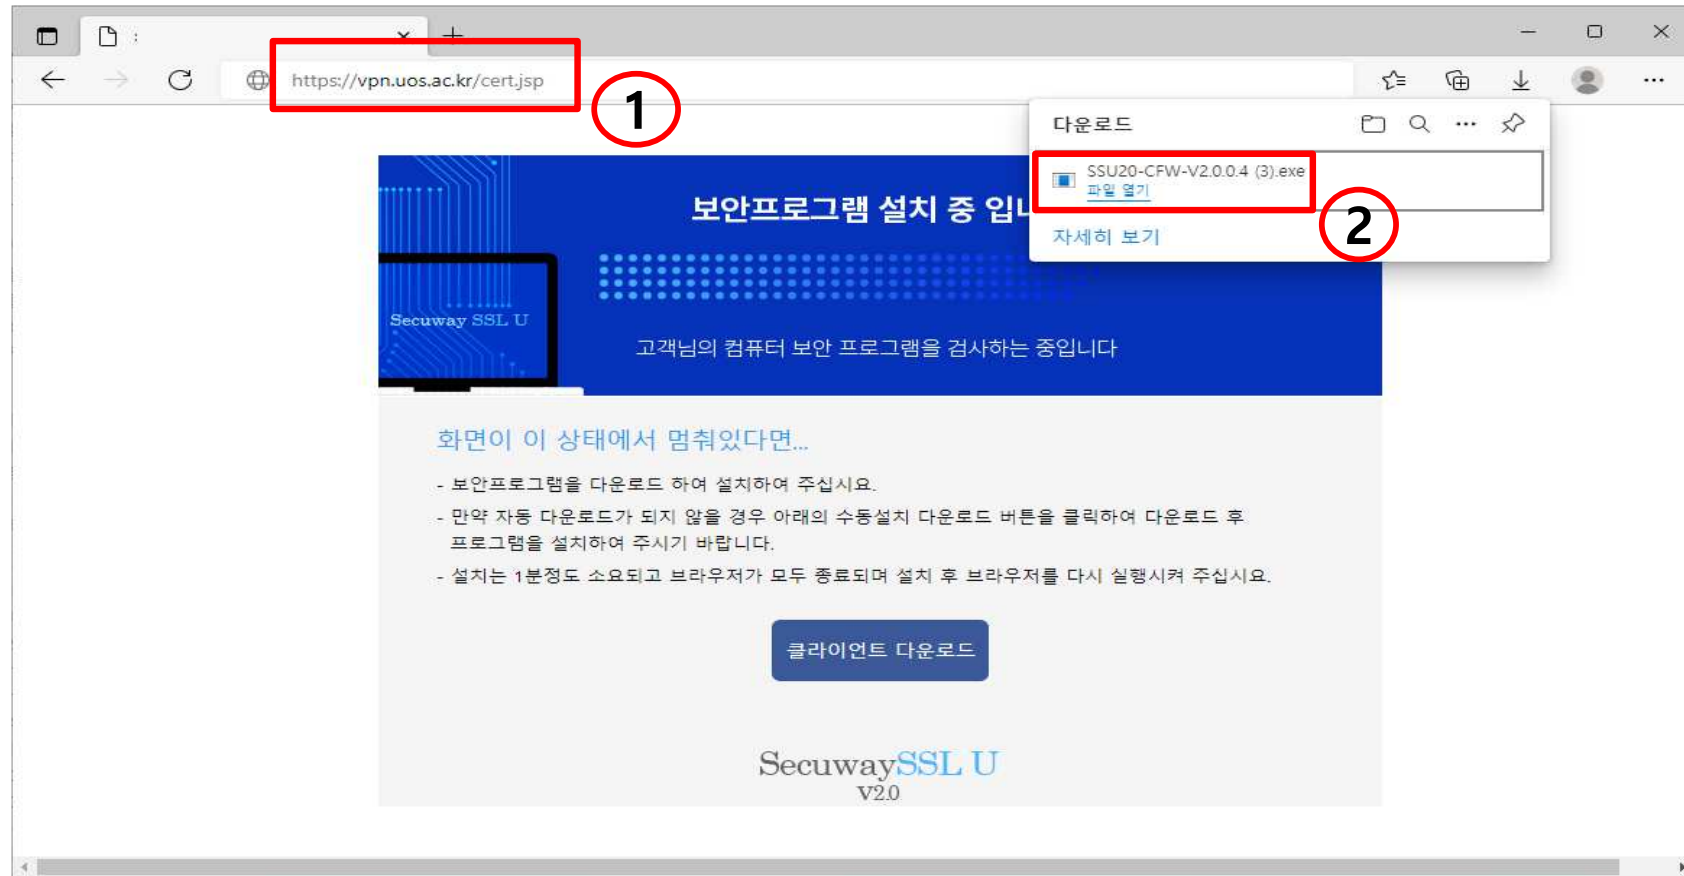 :
https://vpn.uos.ac.kr/cert.jsp
1
다운로드
SSU20-CFW-V2.0.0.4 (3).exe
파일 열기
2
자세히 보기
보안프로그램 설치 중 입니
Secuway SSL U
고객님의 컴퓨터 보안 프로그램을 검사하는 중입니다
화면이 이 상태에서 멈춰있다면...
- 보안프로그램을 다운로드 하여 설치하여 주십시요.
- 만약 자동 다운로드가 되지 않을 경우 아래의 수동설치 다운로드 버튼을 클릭하여 다운로드 후
프로그램을 설치하여 주시기 바랍니다.
- 설치는 1분정도 소요되고 브라우저가 모두 종료되며 설치 후 브라우저를 다시 실행시켜 주십시요.
클라이언트 다운로드
SecuwaySSL U
V2.0